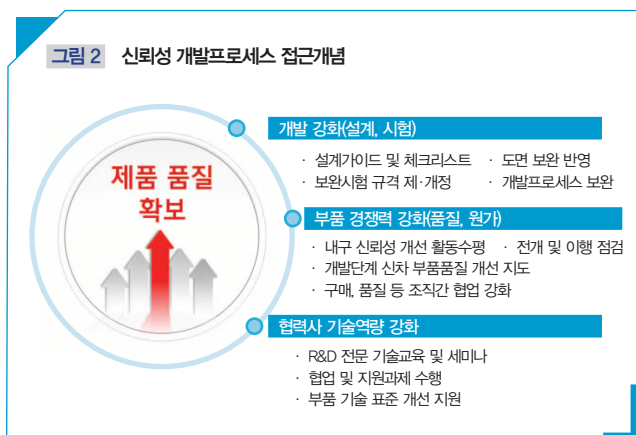 그림 2 신뢰성 개발프로세스 접근개념
제품 품질
확보
개발 강화(설계, 시험)
· 설계가이드 및 체크리스트 · 도면 보완 반영
· 보완시험 규격 제·개정 · 개발프로세스 보완
부품 경쟁력 강화(품질, 원가)
· 내구 신뢰성 개선 활동수평 · 전개 및 이행 점검
· 개발단계 신차 부품품질 개선 지도
· 구매, 품질 등 조직간 협업 강화
협력사 기술역량 강화
· R&D 전문 기술교육 및 세미나
· 협업 및 지원과제 수행
· 부품 기술 표준 개선 지원